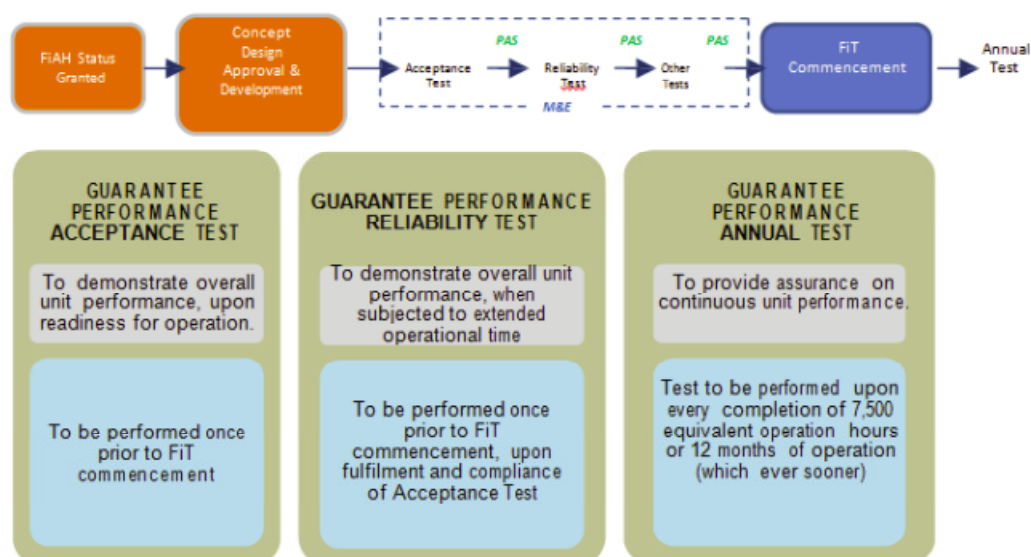 FiAH Status
Granted
Concept
Design
Approval &
Development
PAS
PAS
PAS
Acceptance
Test
Reliability
Test
Other
Tests
M&E
FiT
Commencement
Annual
Test
GUARANTEE
PERFORMANCE
ACCEPTANCE TEST
To demonstrate overall
unit performance, upon
readiness for operation.
To be performed once
prior to FiT
commencement
GUARANTEE PERFORMANCE
RELIABILITY TEST
To demonstrate overall unit
performance, when
subjected to extended
operational time
To be performed once
prior to FiT
commencement, upon
fulfilment and compliance
of Acceptance Test
GUARANTEE
PERFORMANCE
ANNUAL TEST
To provide assurance on
continuous unit performance.
Test to be performed upon
every completion of 7,500
equivalent operation hours
or 12 months of operation
(which ever sooner)